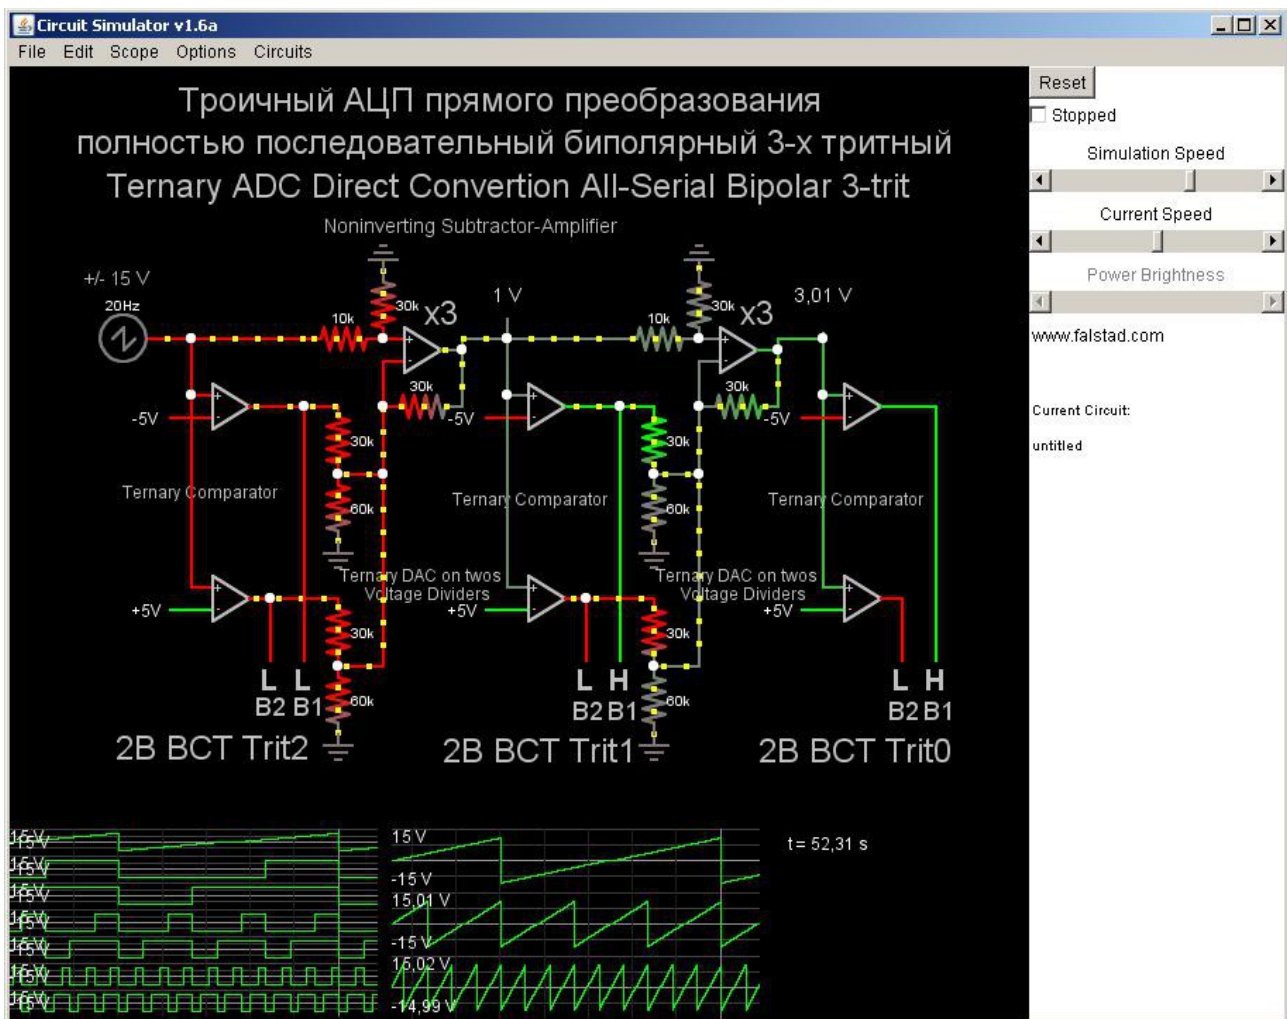 Circuit Simulator v1.6a
File Edit Scope Options Circuits
Reset
Stopped
Simulation Speed
Current Speed
Power Brightness
www.falstad.com
Current Circuit:
untitled
Троичный АЦП прямого преобразования
полностью последовательный биполярный 3-х тритный
Ternary ADC Direct Convertion All-Serial Bipolar 3-trit
Noninverting Subtractor-Amplifier
+/- 15 V
20Hz
10k
30k
x3
1 V
10k
30k
x3
3,01 V
30k
30k
-5V
30k
-5V
30k
-5V
Ternary Comparator
60k
Ternary Comparator
60k
Ternary Comparator
Ternary DAC on twos
Voltage Dividers
Ternary DAC on twos
Voltage Dividers
+5V
30k
+5V
30k
+5V
L L
B2 B1
60k
L H
B2 B1
60k
L H
B2 B1
2B BCT Trit2
2B BCT Trit1
2B BCT Trit0
15 V
-15 V
15,01 V
-15 V
15,02 V
-14,99 V
t= 52,31 s